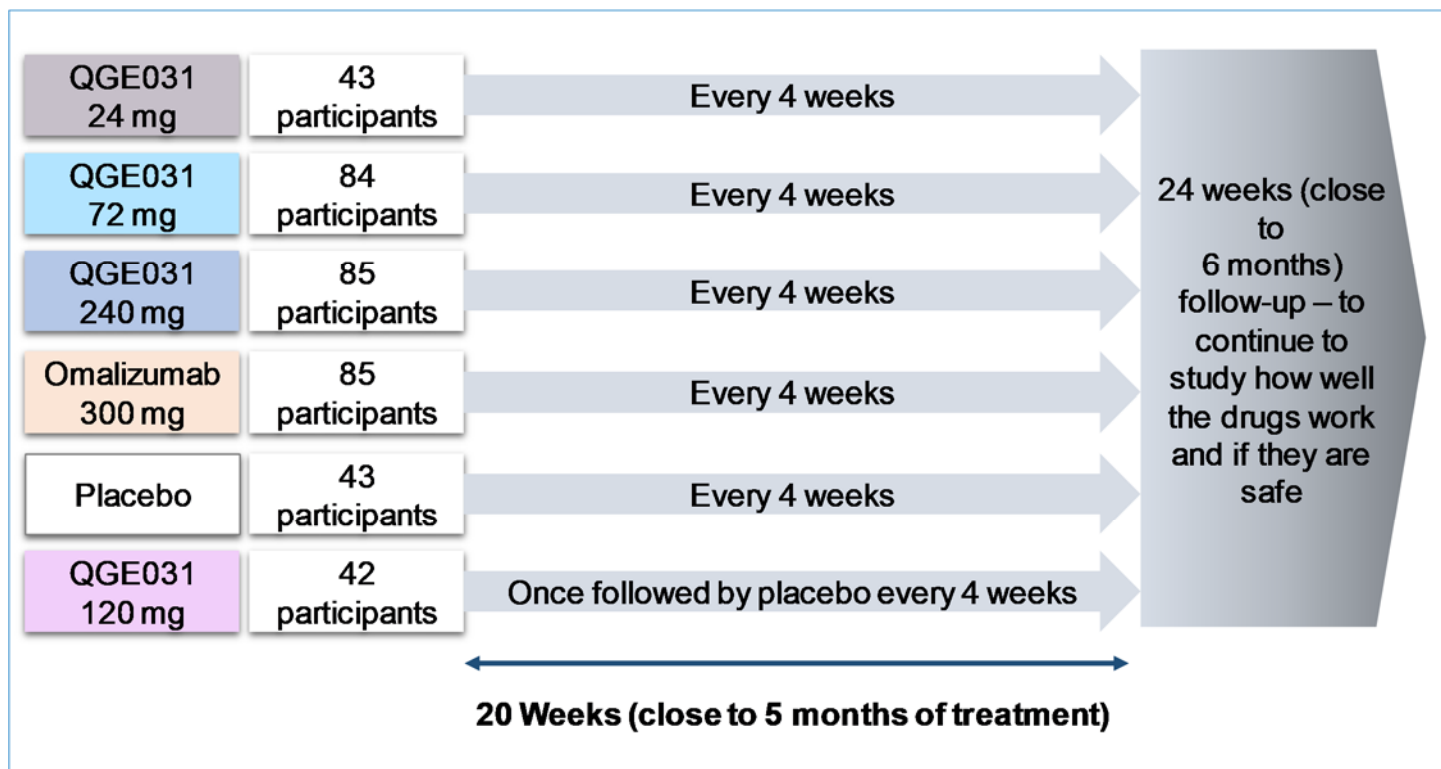 QGE031
24 mg
43
participants
Every 4 weeks
QGE031
72 mg
84
participants
Every 4 weeks
QGE031
240 mg
85
participants
Every 4 weeks
Omalizumab
300 mg
85
participants
Every 4 weeks
Placebo
43
participants
Every 4 weeks
QGE031
120 mg
42
participants
Once followed by placebo every 4 weeks
24 weeks (close
to
6 months)
follow-up – to
continue to
study how well
the drugs work
and if they are
safe
20 Weeks (close to 5 months of treatment)